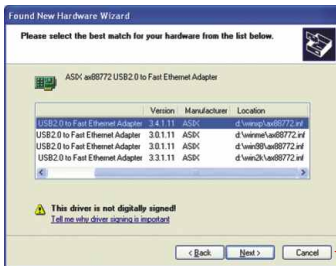 Found New Hardware Wizard
Please select the best match for your hardware from the list below.
ASIX ax88772 USB2.0 to Fast Ethernet Adapter
Version Manufacturer Location
USB2.0 to Fast Ethernet Adapter 3.4.1.11 ASIX d:\winxp\ax88772.inf
USB2.0 to Fast Ethernet Adapter 3.0.1.11 ASIX d:\winme\ax88772.inf
USB2.0 to Fast Ethernet Adapter 3.0.1.11 ASIX d:\win98\ax88772.inf
USB2.0 to Fast Ethernet Adapter 3.3.1.11 ASIX d:\win2k\ax88772.inf
This driver is not digitally signed!
Tell me why driver signing is important
< Back Next > Cancel